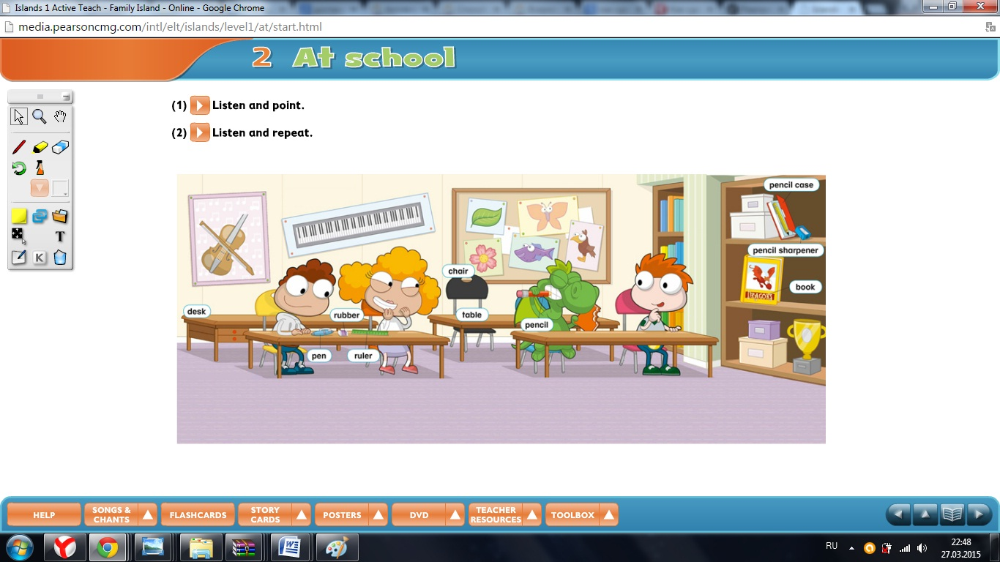 Islands 1 Active Teach - Family Island - Online - Google Chrome
media.pearsoncmg.com/intl/elt/islands/level1/at/start.html
2 At school
(1) Listen and point.
(2) Listen and repeat.
pencil case
pencil sharpener
chair
book
desk
rubber
table
pencil
pen
ruler
T
K
HELP
SONGS &
CHANTS
FLASHCARDS
STORY
CARDS
POSTERS
DVD
TEACHER
RESOURCES
TOOLBOX
RU
22:48
27.03.2015